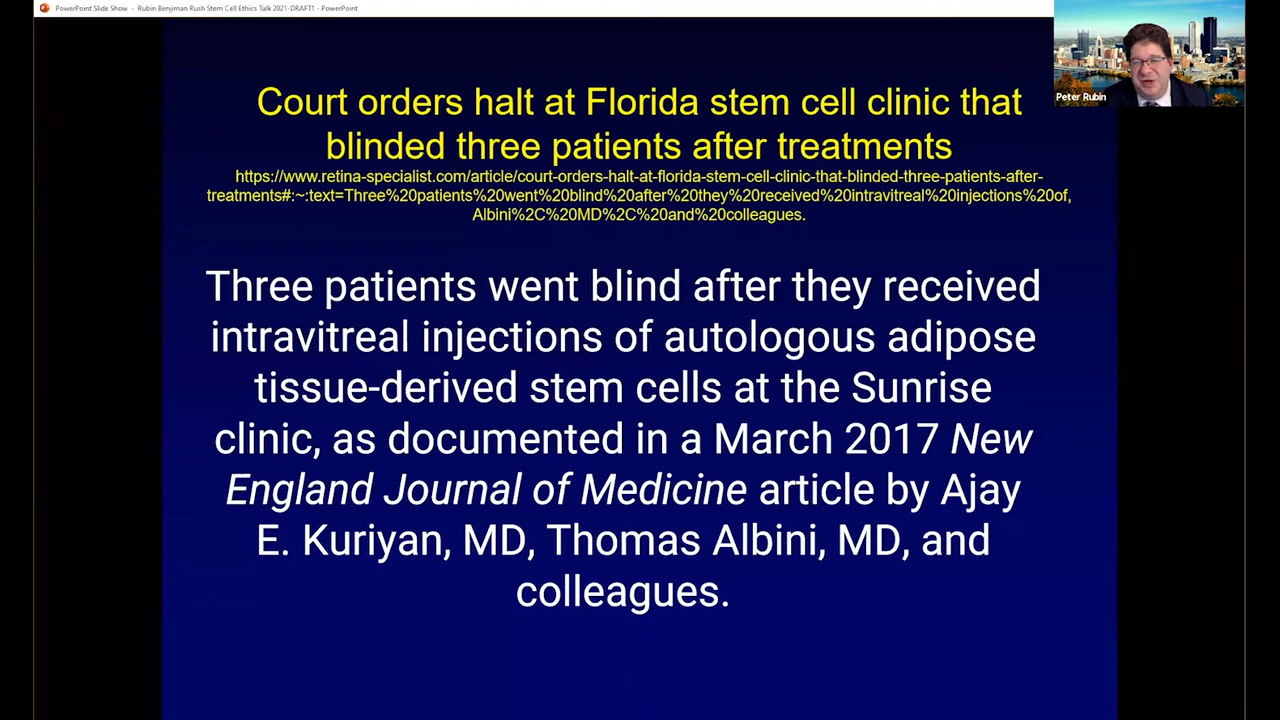 PowerPoint Slide Show - Rubin Benjiman Rush Stem Cell Ethics Talk 2021-DRAFT1 - PowerPoint
Peter Rubin
Court orders halt at Florida stem cell clinic that
blinded three patients after treatments
https://www.retina-specialist.com/article/court-orders-halt-at-florida-stem-cell-clinic-that-blinded-three-patients-after-
treatments#:~:text=Three%20patients%20went%20blind%20after%20they%20received%20intravitreal%20injections%20of,
Albini%2C%20MD%2C%20and%20colleagues.
Three patients went blind after they received
intravitreal injections of autologous adipose
tissue-derived stem cells at the Sunrise
clinic, as documented in a March 2017 New
England Journal of Medicine article by Ajay
E. Kuriyan, MD, Thomas Albini, MD, and
colleagues.